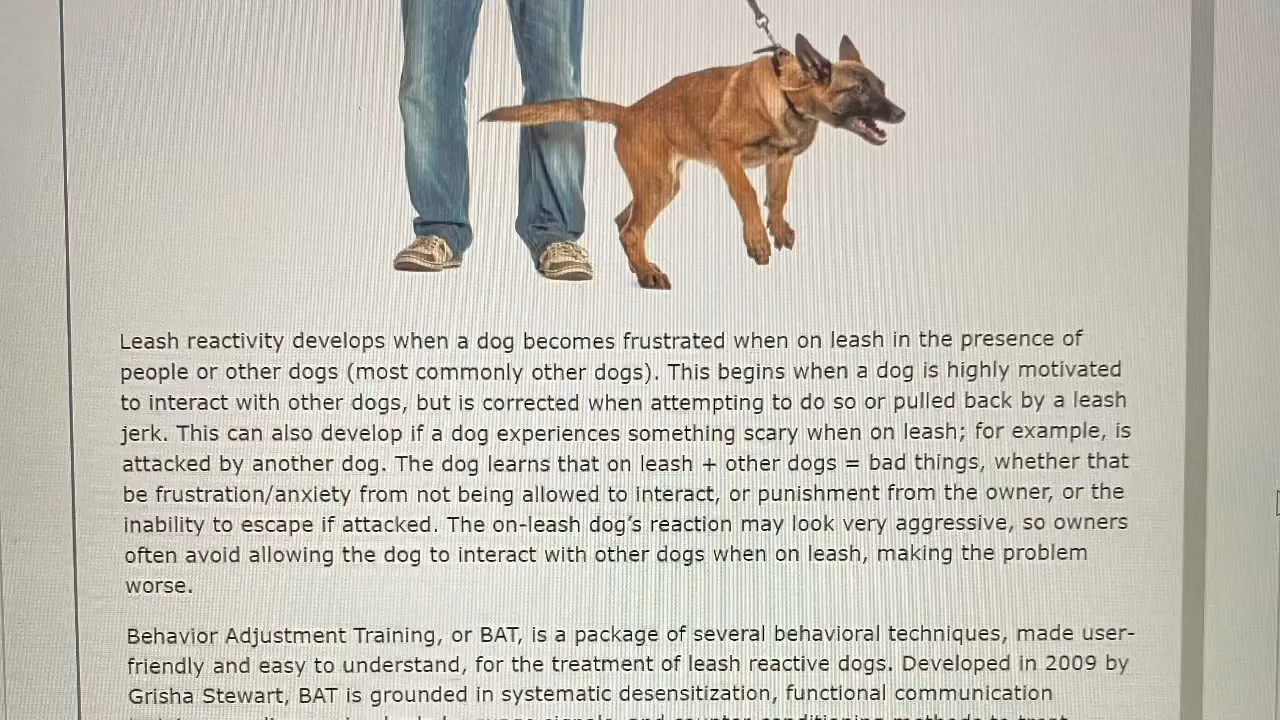 Leash reactivity develops when a dog becomes frustrated when on leash in the presence of
people or other dogs (most commonly other dogs). This begins when a dog is highly motivated
to interact with other dogs, but is corrected when attempting to do so or pulled back by a leash
jerk. This can also develop if a dog experiences something scary when on leash; for example, is
attacked by another dog. The dog learns that on leash + other dogs = bad things, whether that
be frustration/anxiety from not being allowed to interact, or punishment from the owner, or the
inability to escape if attacked. The on-leash dog’s reaction may look very aggressive, so owners
often avoid allowing the dog to interact with other dogs when on leash, making the problem
worse.
Behavior Adjustment Training, or BAT, is a package of several behavioral techniques, made user-
friendly and easy to understand, for the treatment of leash reactive dogs. Developed in 2009 by
Grisha Stewart, BAT is grounded in systematic desensitization, functional communication